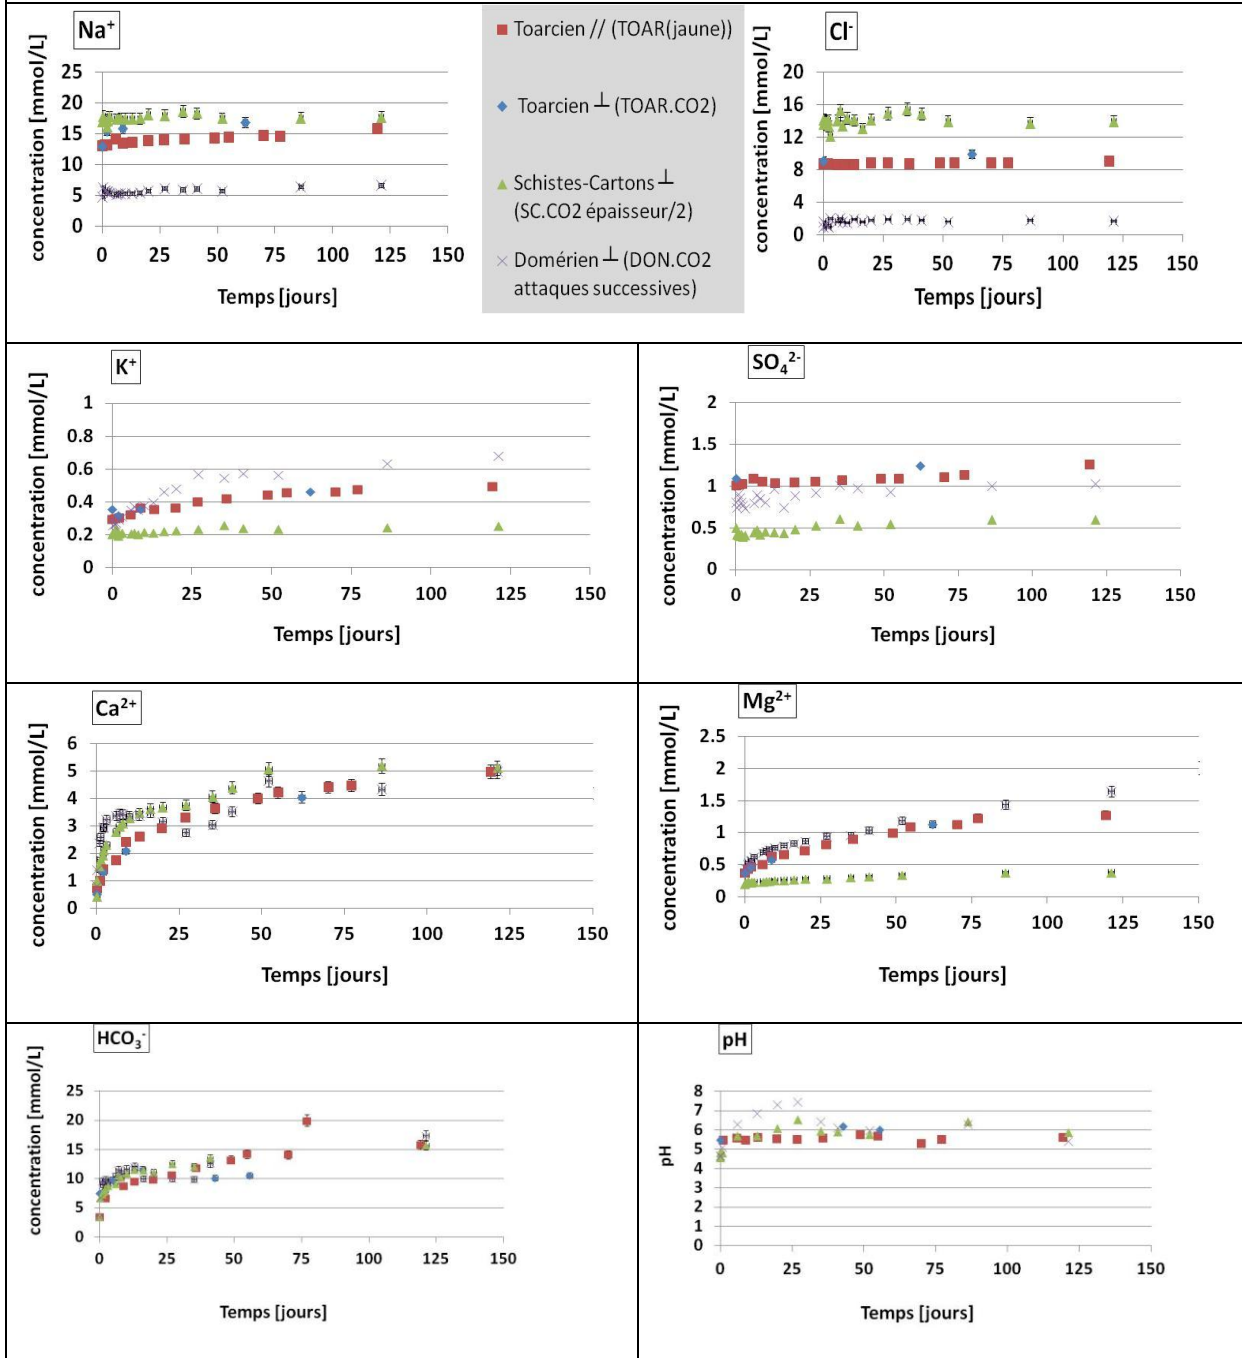 Na⁺
concentration [mmol/L]
25
20
15
10
5
0
0 25 50 75 100 125 150
Temps [jours]
Toarcien // (TOAR(jaune))
Toarcien ⊥ (TOAR.CO2)
Schistes-Cartons ⊥
(SC.CO2 épaisseur/2)
Domérien ⊥ (DON.CO2
attaques successives)
Cl⁻
concentration [mmol/L]
20
16
12
8
4
0
0 25 50 75 100 125 150
Temps [jours]
K⁺
concentration [mmol/L]
1
0.8
0.6
0.4
0.2
0
0 25 50 75 100 125 150
Temps [jours]
SO₄²⁻
concentration [mmol/L]
2
1.5
1
0.5
0
0 25 50 75 100 125 150
Temps [jours]
Ca²⁺
concentration [mmol/L]
6
5
4
3
2
1
0
0 25 50 75 100 125 150
Temps [jours]
Mg²⁺
concentration [mmol/L]
2.5
2
1.5
1
0.5
0
0 25 50 75 100 125 150
Temps [jours]
HCO₃⁻
concentration [mmol/L]
25
20
15
10
5
0
0 25 50 75 100 125 150
Temps [jours]
pH
pH
8
7
6
5
4
3
2
1
0
0 25 50 75 100 125 150
Temps [jours]